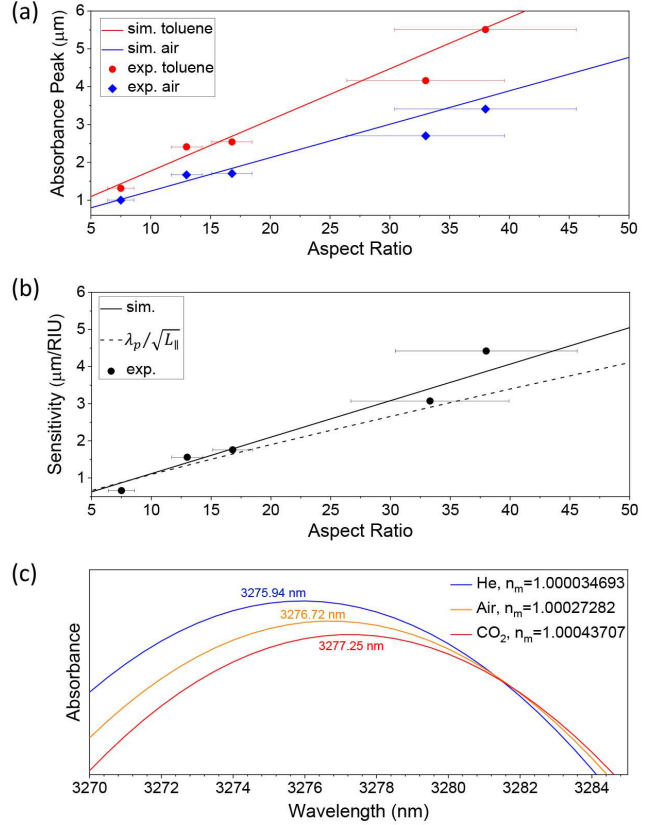 (a)
sim. toluene
sim. air
exp. toluene
exp. air
Absorbance Peak (μm)
6
5
4
3
2
1
5 10 15 20 25 30 35 40 45 50
Aspect Ratio
(b)
sim.
λp/√L∥
exp.
Sensitivity (μm/RIU)
6
5
4
3
2
1
5 10 15 20 25 30 35 40 45 50
Aspect Ratio
(c)
3275.94 nm
3276.72 nm
3277.25 nm
He, nm=1.000034693
Air, nm=1.00027282
CO2, nm=1.00043707
Absorbance
3270 3272 3274 3276 3278 3280 3282 3284
Wavelength (nm)